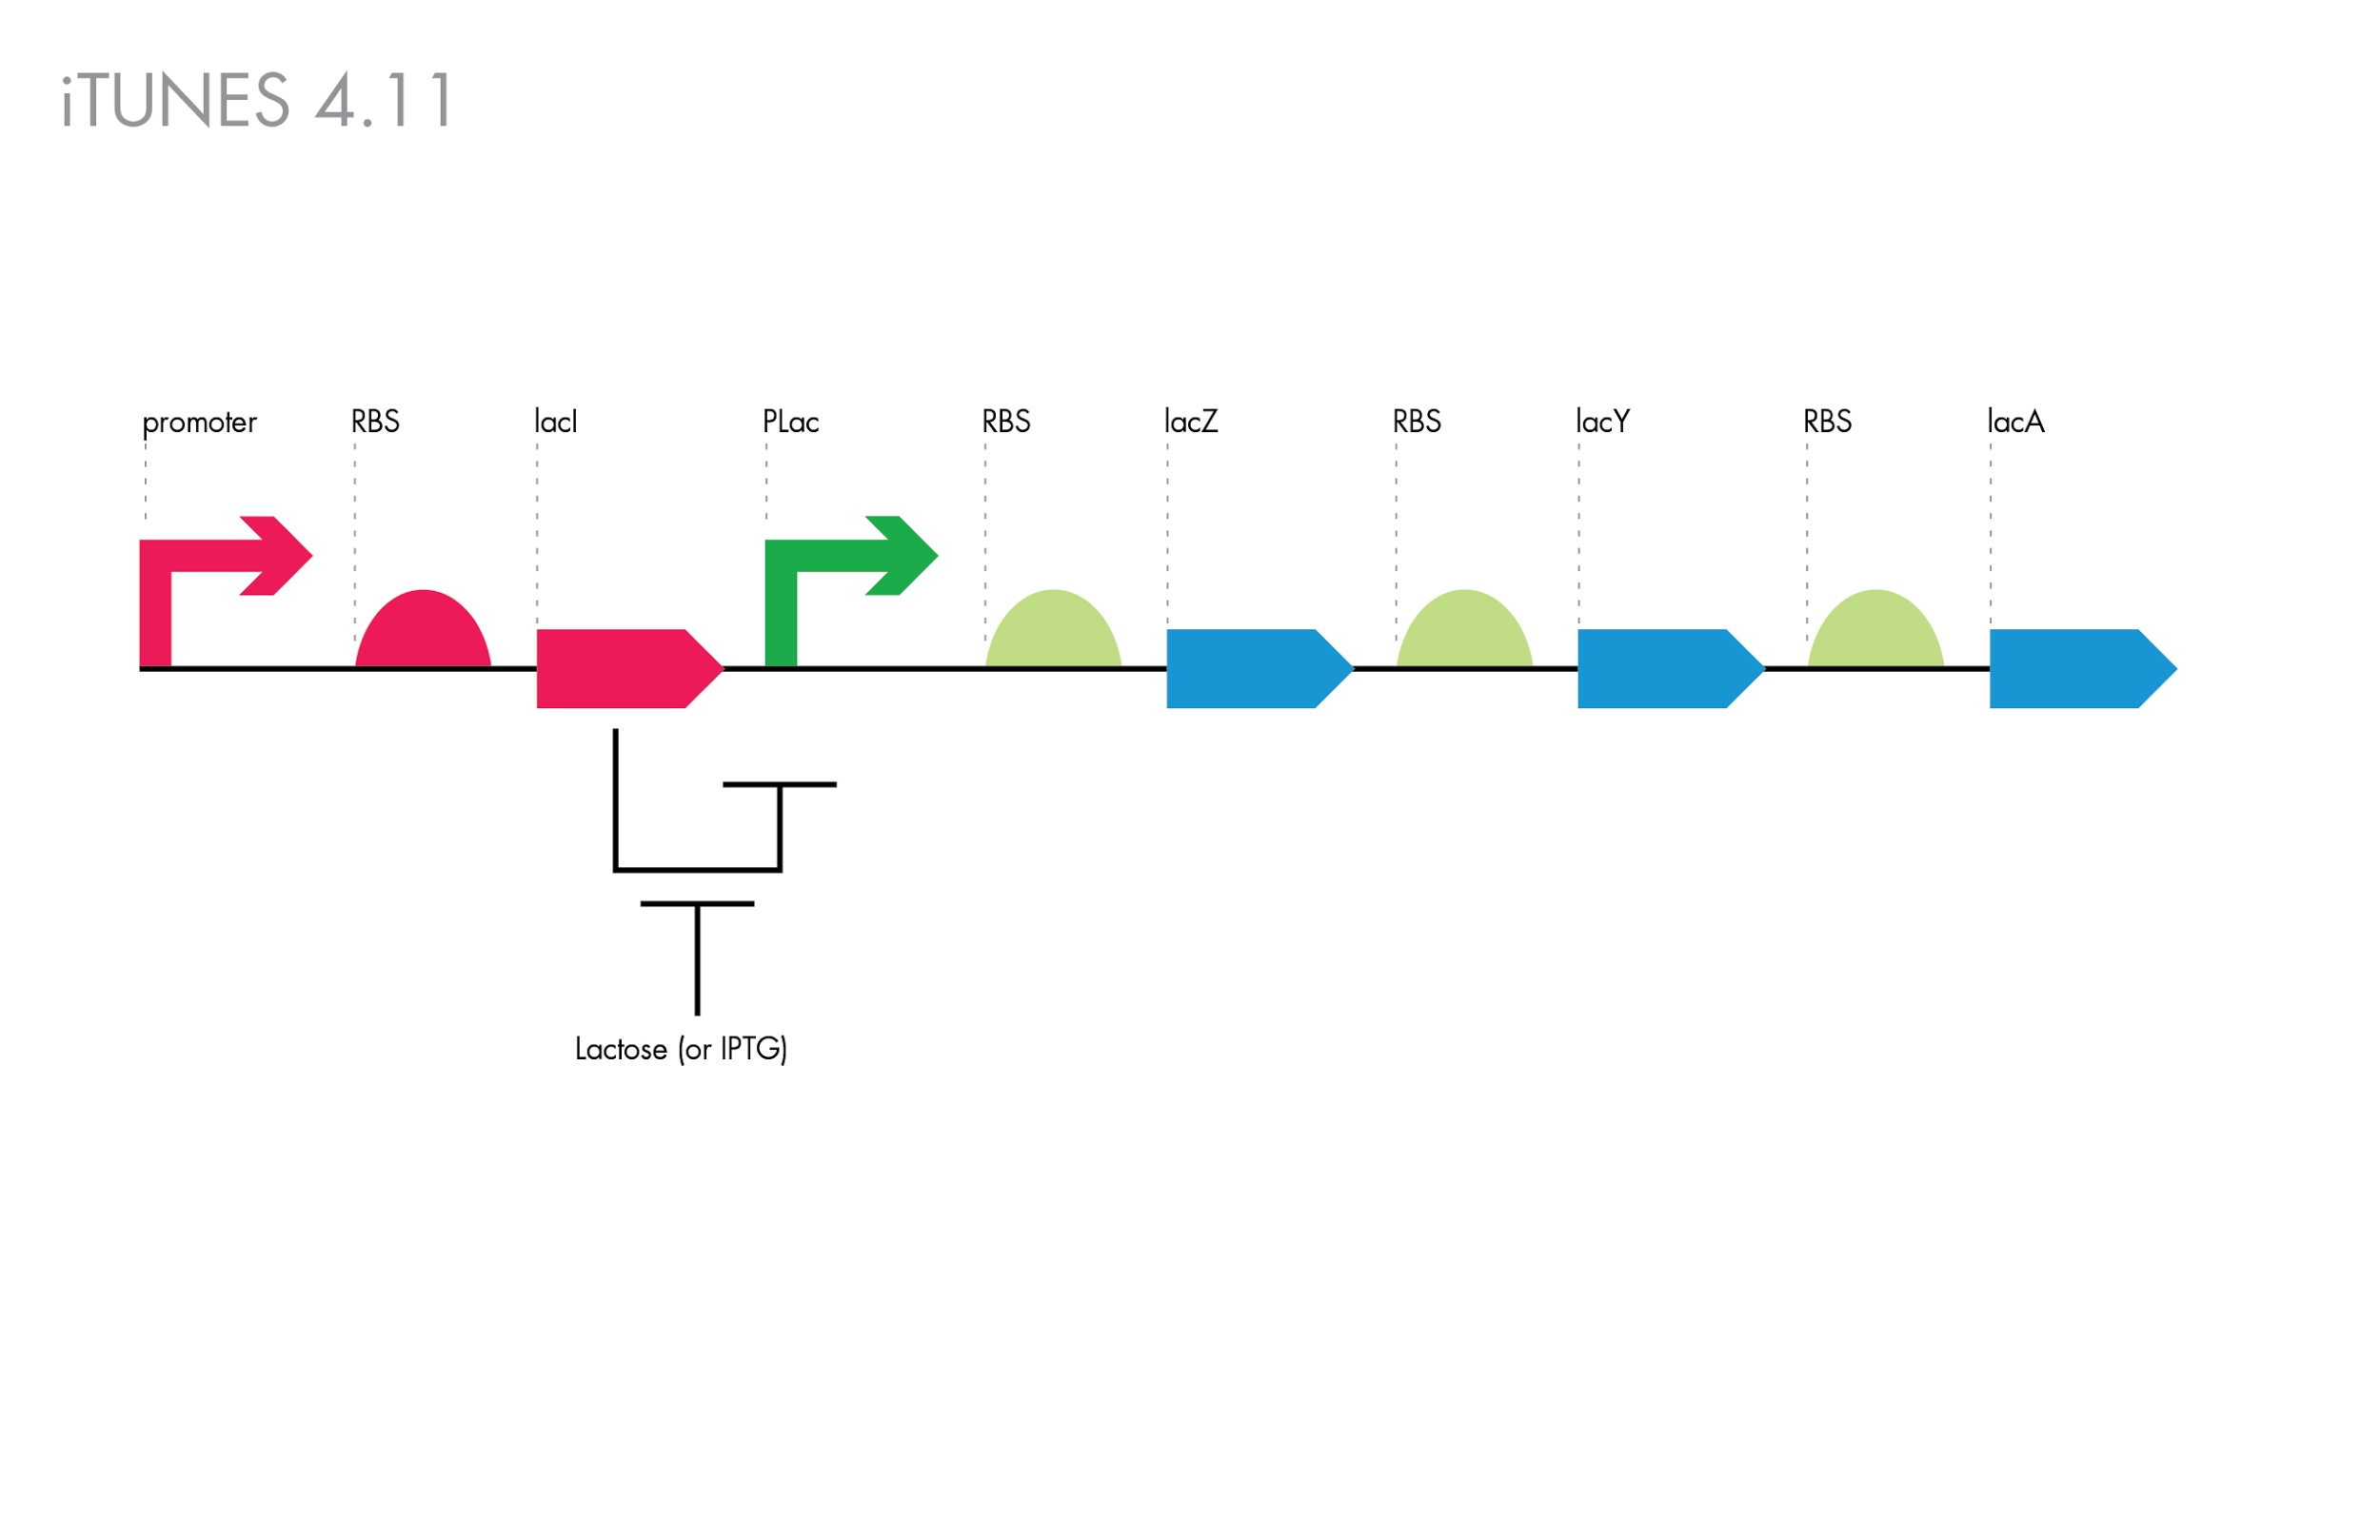 iTUNES 4.11
promoter RBS lacI PLac RBS lacZ RBS lacY RBS lacA
Lactose (or IPTG)